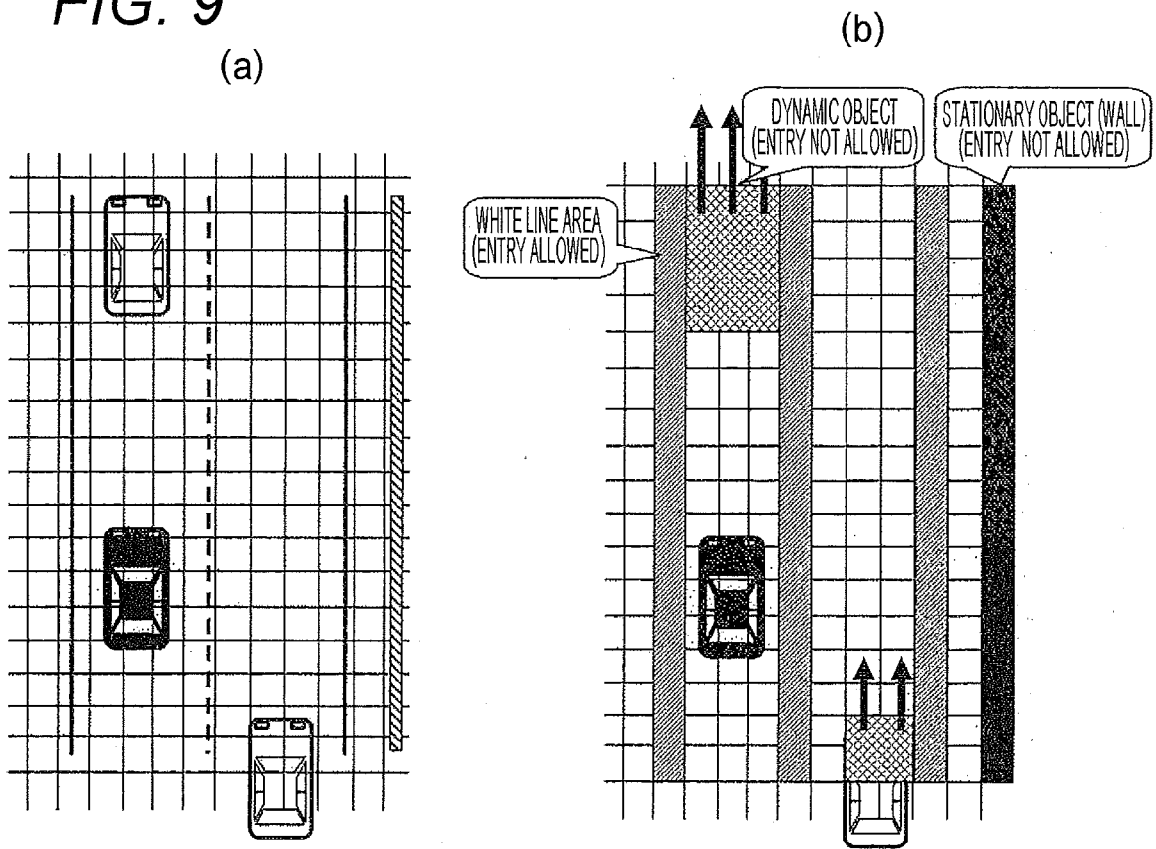 FIG. 9
(a)
(b)
DYNAMIC OBJECT
(ENTRY NOT ALLOWED)
STATIONARY OBJECT (WALL)
(ENTRY NOT ALLOWED)
WHITE LINE AREA
(ENTRY ALLOWED)